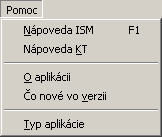 Pomoc
Nápoveda ISM F1
Nápoveda KT
O aplikácii
Čo nové vo verzii
Typ aplikácie